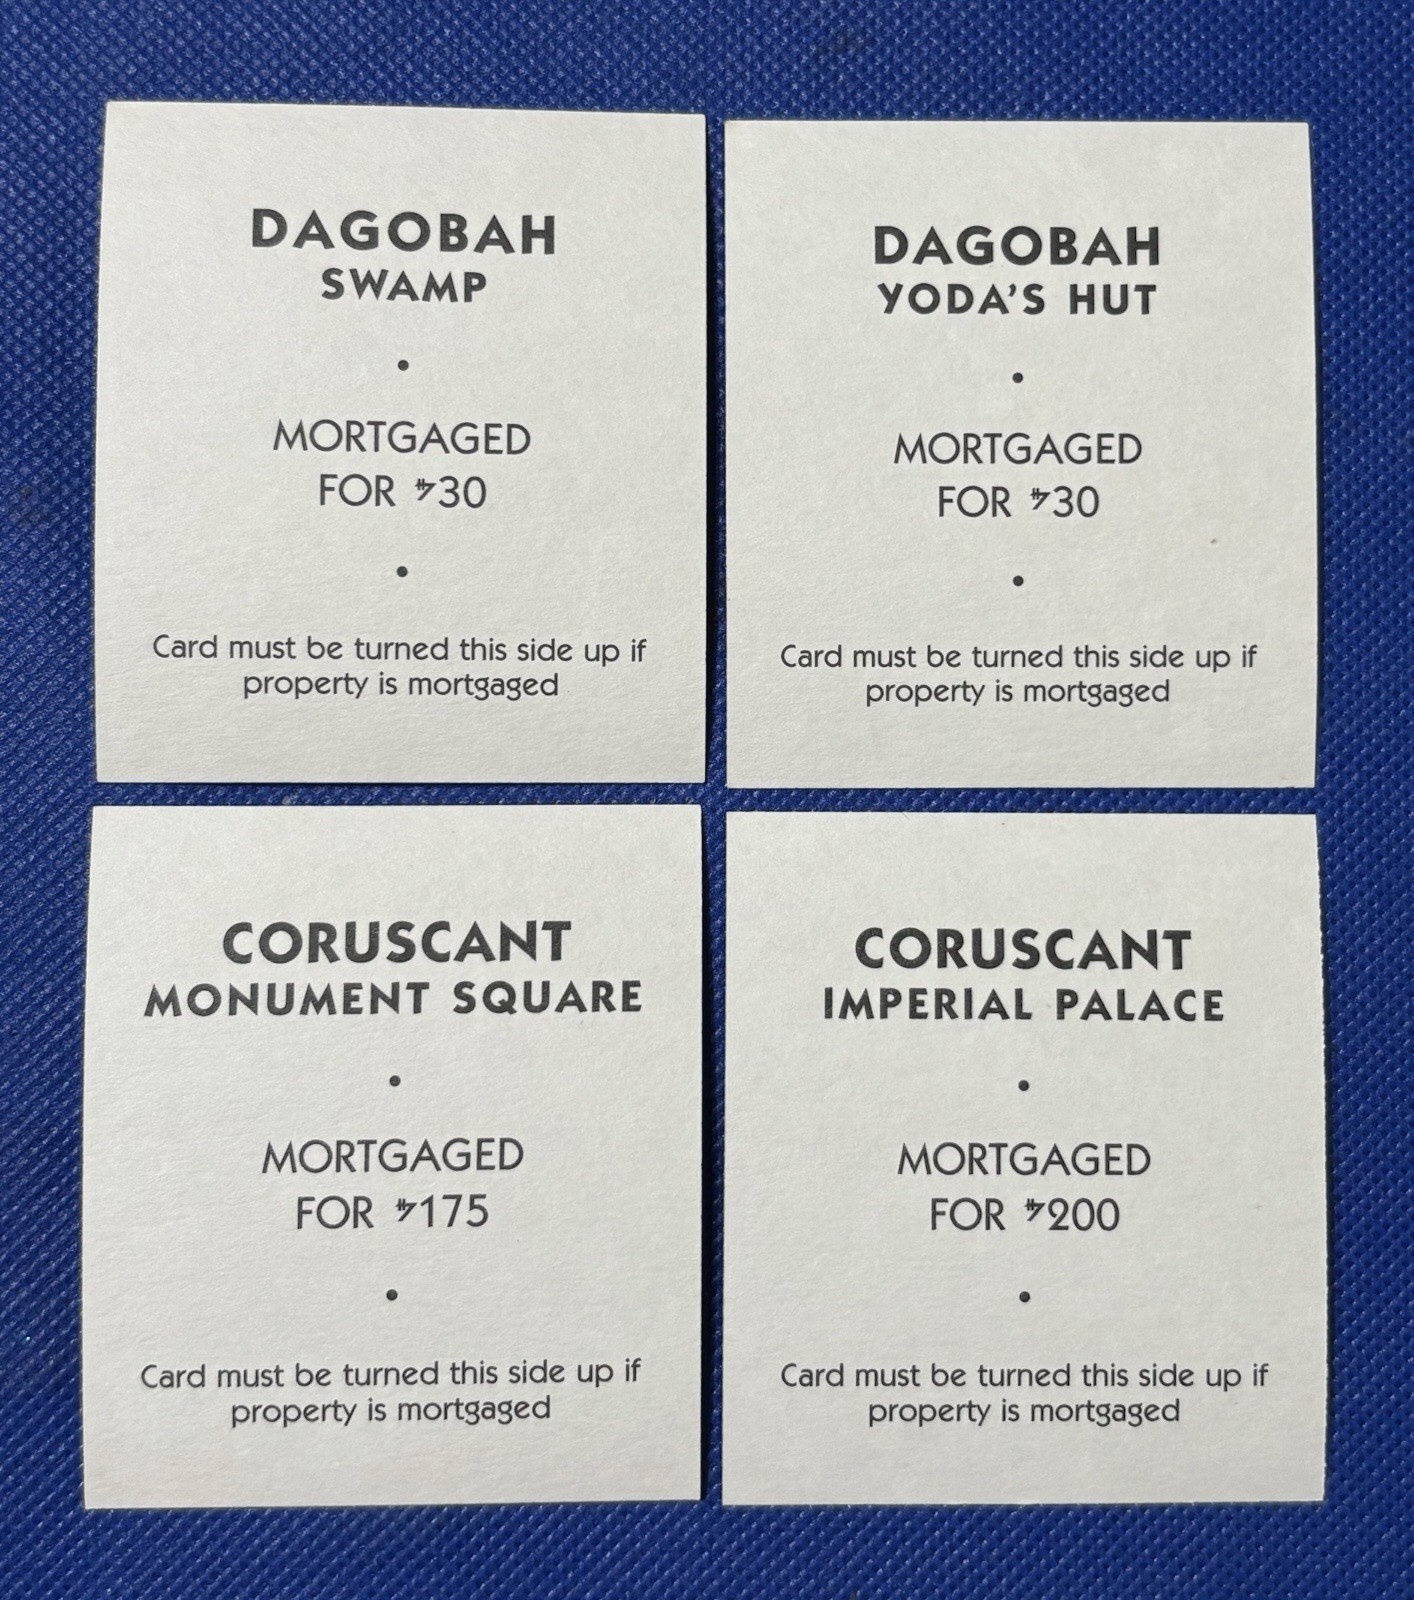 DAGOBAH
SWAMP
•
MORTGAGED
FOR 30
•
Card must be turned this side up if
property is mortgaged
DAGOBAH
YODA'S HUT
•
MORTGAGED
FOR 30
•
Card must be turned this side up if
property is mortgaged
CORUSCANT
MONUMENT SQUARE
•
MORTGAGED
FOR 175
•
Card must be turned this side up if
property is mortgaged
CORUSCANT
IMPERIAL PALACE
•
MORTGAGED
FOR 200
•
Card must be turned this side up if
property is mortgaged